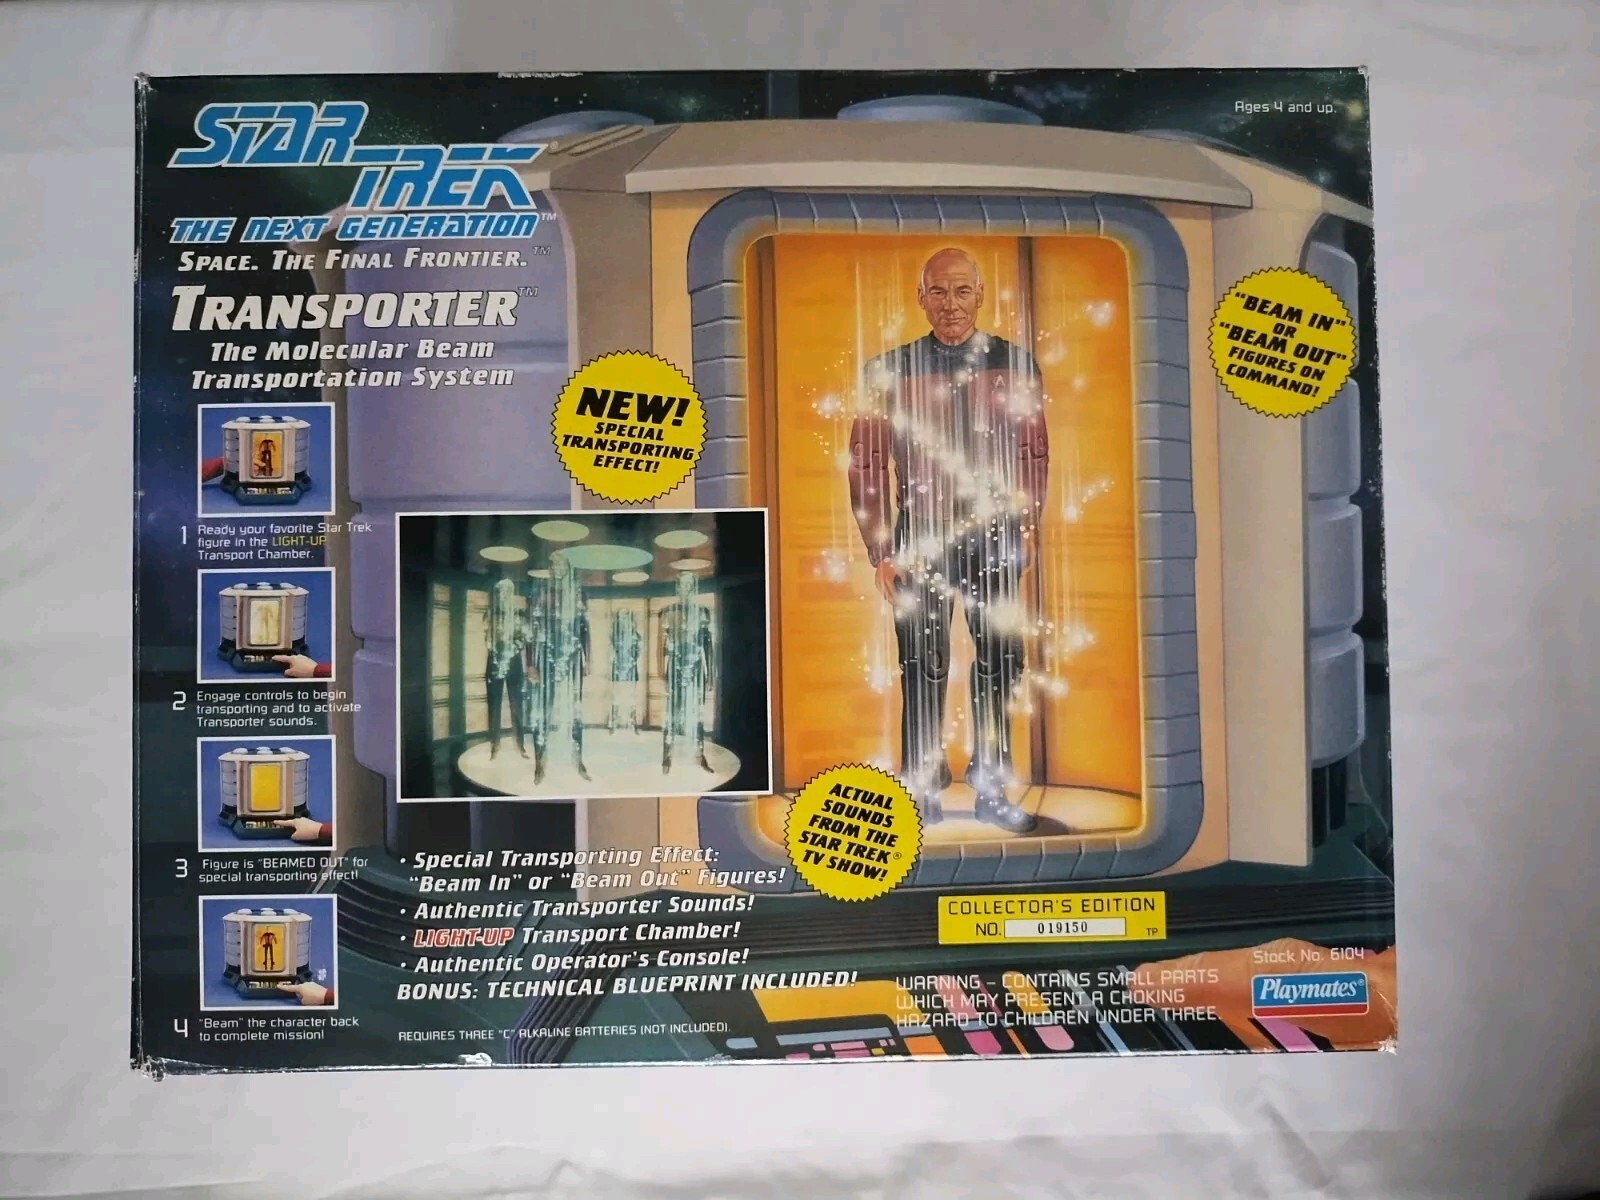 Ages 4 and up.
STAR
TREK
THE NEXT GENERATION™
SPACE. THE FINAL FRONTIER.™
TRANSPORTER™
The Molecular Beam
Transportation System
"BEAM IN"
OR
"BEAM OUT"
FIGURES ON
COMMAND!
NEW!
SPECIAL
TRANSPORTING
EFFECT!
1 Ready your favorite Star Trek
figure in the LIGHT-UP
Transport Chamber.
2 Engage controls to begin
transporting and to activate
Transporter sounds.
3 Figure is "BEAMED OUT" for
special transporting effect!
4 "Beam" the character back
to complete mission!
ACTUAL
SOUNDS
FROM THE
STAR TREK®
TV SHOW!
• Special Transporting Effect:
"Beam In" or "Beam Out" Figures!
• Authentic Transporter Sounds!
• LIGHT-UP Transport Chamber!
• Authentic Operator's Console!
BONUS: TECHNICAL BLUEPRINT INCLUDED!
REQUIRES THREE "C" ALKALINE BATTERIES (NOT INCLUDED).
COLLECTOR'S EDITION
NO. 019150 TP
WARNING – CONTAINS SMALL PARTS
WHICH MAY PRESENT A CHOKING
HAZARD TO CHILDREN UNDER THREE.
Stock No. 6104
Playmates®